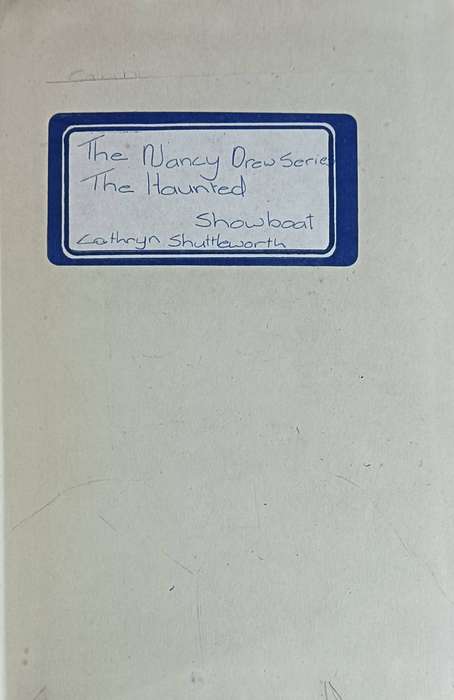 The Nancy Drew Series
The Haunted
Showboat
Cathryn Shuttleworth